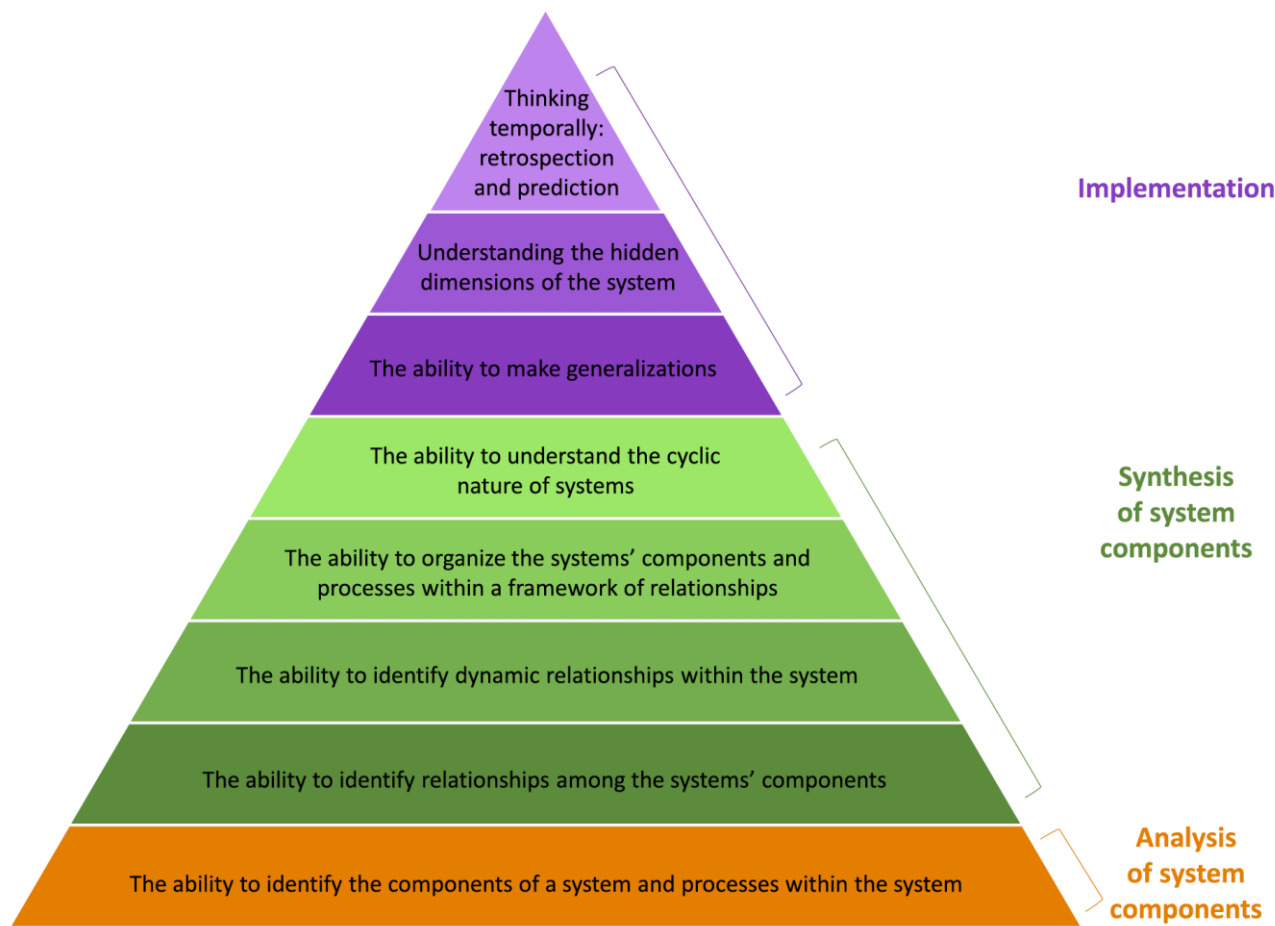 Thinking
temporally:
retrospection
and prediction
Implementation
Understanding the hidden
dimensions of the system
The ability to make generalizations
The ability to understand the cyclic
nature of systems
Synthesis
of system
components
The ability to organize the systems’ components and
processes within a framework of relationships
The ability to identify dynamic relationships within the system
The ability to identify relationships among the systems’ components
The ability to identify the components of a system and processes within the system
Analysis
of system
components